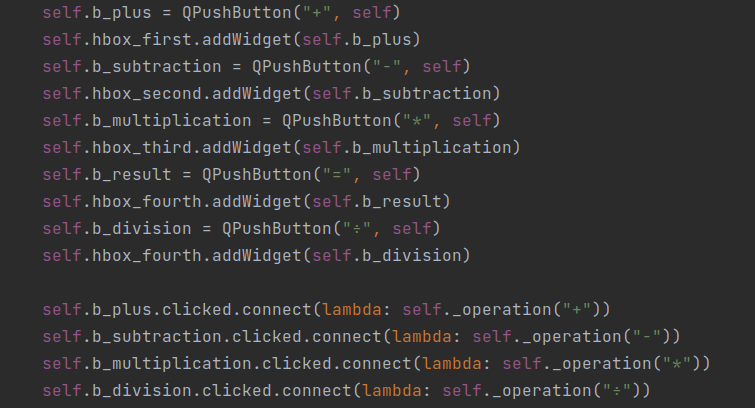 self.b_plus = QPushButton("+", self)
self.hbox_first.addWidget(self.b_plus)
self.b_subtraction = QPushButton("-", self)
self.hbox_second.addWidget(self.b_subtraction)
self.b_multiplication = QPushButton("*", self)
self.hbox_third.addWidget(self.b_multiplication)
self.b_result = QPushButton("=", self)
self.hbox_fourth.addWidget(self.b_result)
self.b_division = QPushButton("÷", self)
self.hbox_fourth.addWidget(self.b_division)

self.b_plus.clicked.connect(lambda: self._operation("+"))
self.b_subtraction.clicked.connect(lambda: self._operation("-"))
self.b_multiplication.clicked.connect(lambda: self._operation("*"))
self.b_division.clicked.connect(lambda: self._operation("÷"))